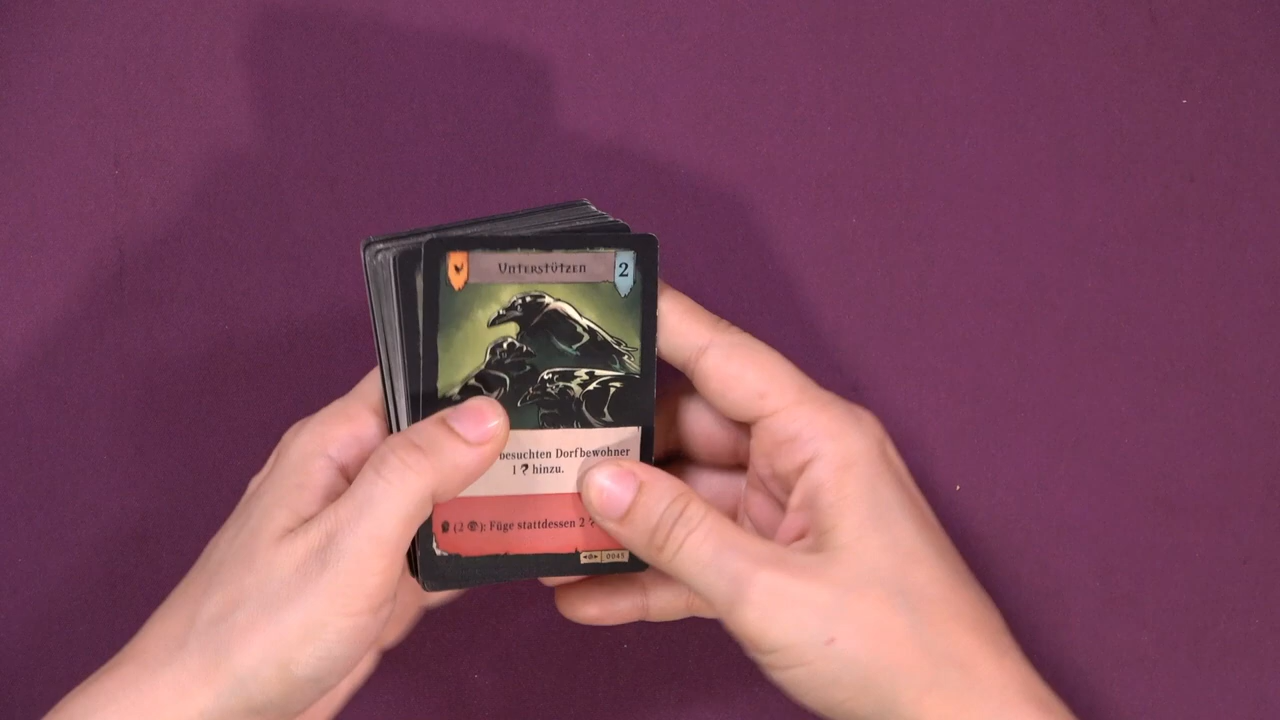 Unterstützen
2
besuchten Dorfbewohner
1 hinzu.
(2 ): Füge stattdessen 2
0045